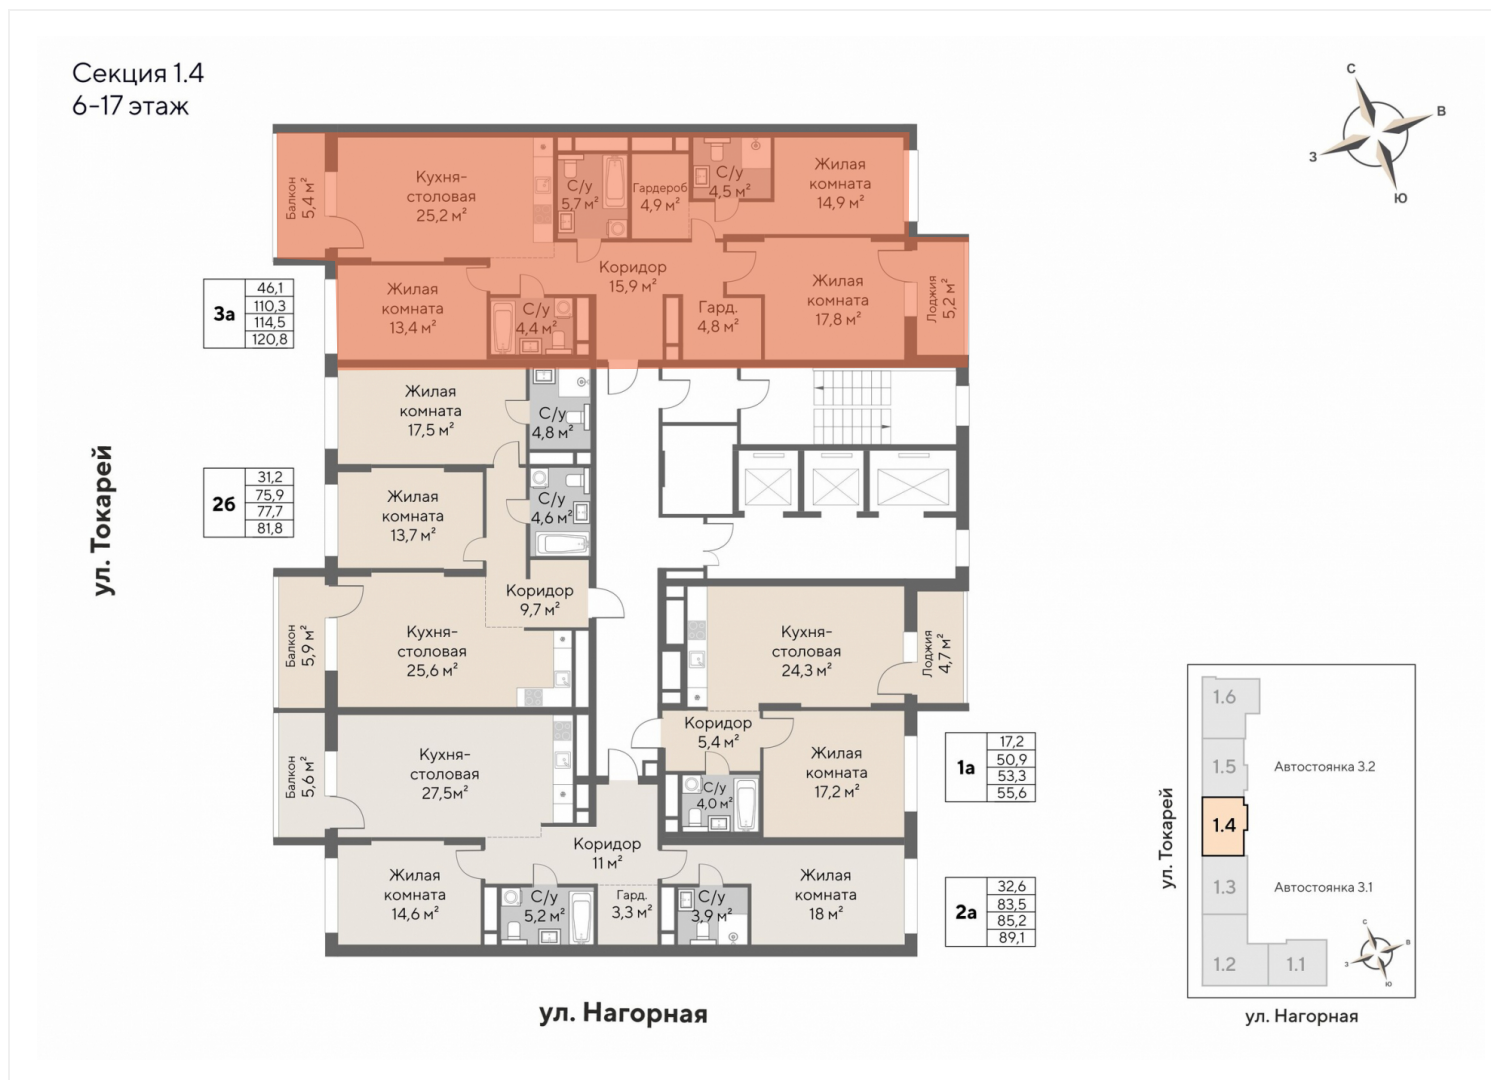 Секция 1.4
6-17 этаж
С
В
З
Ю
Балкон
5,4 м²
Кухня-
столовая
25,2 м²
С/у
5,7 м²
Гардероб
4,9 м²
С/у
4,5 м²
Жилая
комната
14,9 м²
Жилая
комната
13,4 м²
С/у
4,4 м²
Коридор
15,9 м²
Гард.
4,8 м²
Жилая
комната
17,8 м²
Лоджия
5,2 м²
3а
46,1
110,3
114,5
120,8
Жилая
комната
17,5 м²
С/у
4,8 м²
2б
31,2
75,9
77,7
81,8
Жилая
комната
13,7 м²
С/у
4,6 м²
Коридор
9,7 м²
ул. Токарей
Балкон
5,9 м²
Кухня-
столовая
25,6 м²
Кухня-
столовая
24,3 м²
Лоджия
4,7 м²
Балкон
5,6 м²
Кухня-
столовая
27,5м²
Коридор
5,4 м²
С/у
4,0 м²
Жилая
комната
17,2 м²
1а
17,2
50,9
53,3
55,6
Жилая
комната
14,6 м²
С/у
5,2 м²
Коридор
11 м²
Гард.
3,3 м²
С/у
3,9 м²
Жилая
комната
18 м²
2а
32,6
83,5
85,2
89,1
ул. Нагорная
1.6
1.5
Автостоянка 3.2
1.4
1.3
Автостоянка 3.1
1.2
1.1
ул. Токарей
С
В
З
Ю
ул. Нагорная